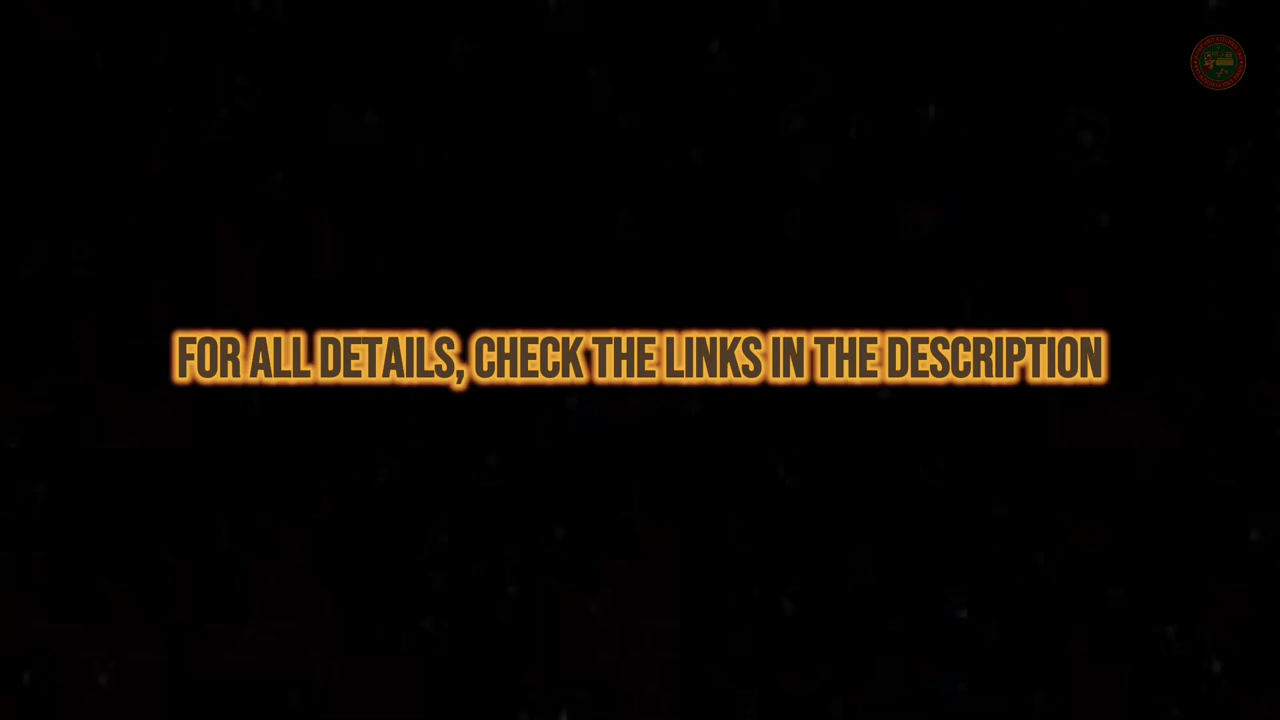 FOR ALL DETAILS, CHECK THE LINKS IN THE DESCRIPTION